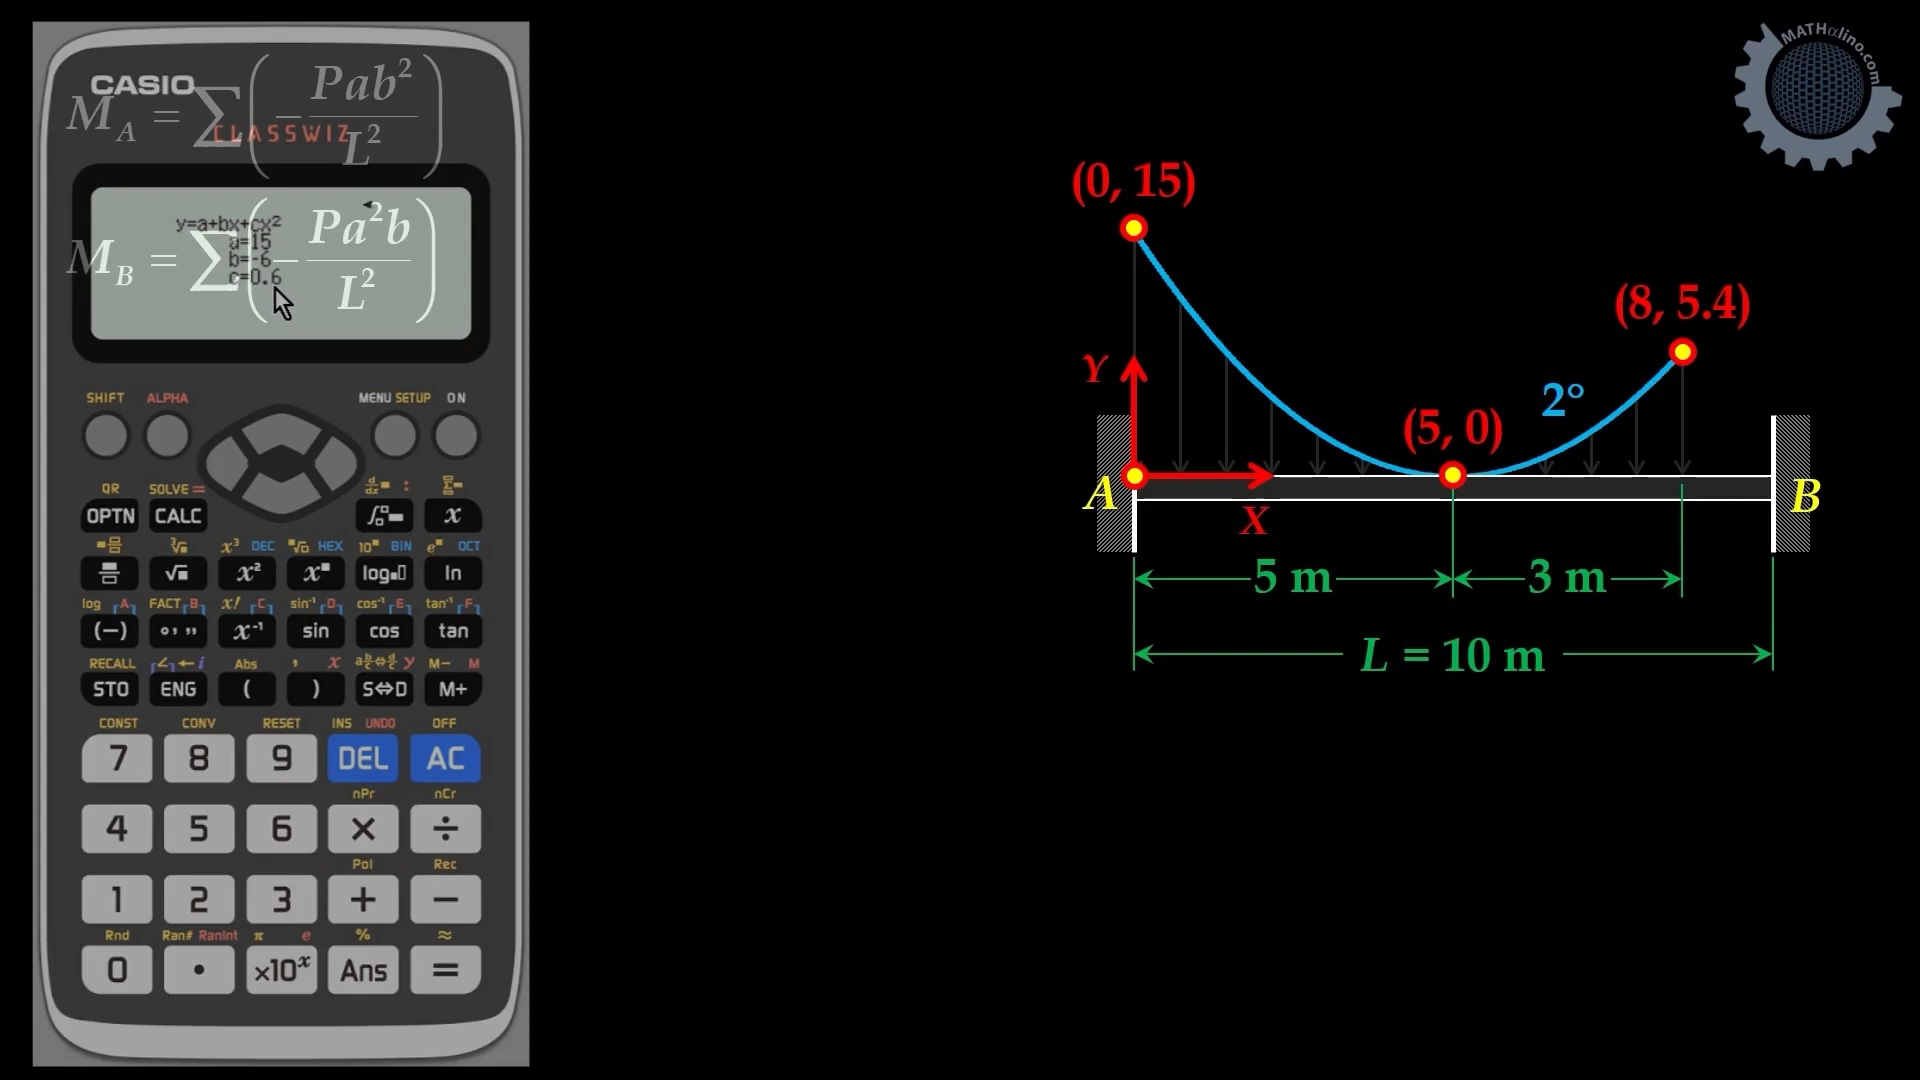 CASIO
CLASSWIZ
M_A = ∑(−Pab²/L²)
M_B = ∑(−Pa²b/L²)
y=a+bx+cx²
a=15
b=-6
c=0.6
SHIFT ALPHA MENU SETUP ON
QR SOLVE = d/dx= : ∑=
OPTN CALC ∫ x
x³ DEC HEX 10 BIN e OCT
√ x² x log ln
log A FACT B x! C sin⁻¹ D cos⁻¹ E tan⁻¹ F
(−) ° ’ ” x⁻¹ sin cos tan
RECALL ∠ ← i Abs , x a b/c⇔d/c y M− M
STO ENG ( ) S⇔D M+
CONST CONV RESET INS UNDO OFF
7 8 9 DEL AC
nPr nCr
4 5 6 × ÷
Pol Rec
1 2 3 + −
Rnd Ran# RanInt π e % ≈
0 • ×10ˣ Ans =
MATHalino.com
(0, 15)
(8, 5.4)
Y
2°
(5, 0)
A
B
X
5 m
3 m
L = 10 m